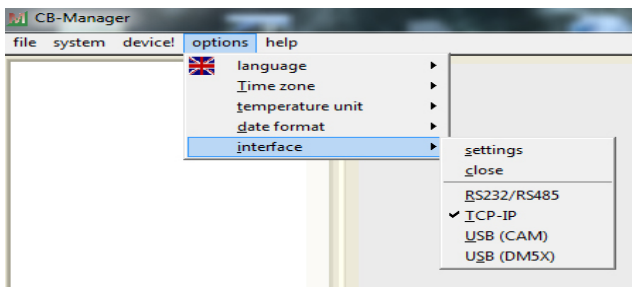 CB-Manager
file system device! options help
language
Time zone
temperature unit
date format
interface
settings
close
RS232/RS485
TCP-IP
USB (CAM)
USB (DM5X)